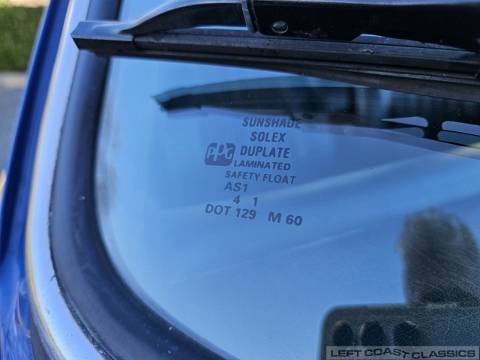 SUNSHADE
SOLEX
PPG DUPLATE
LAMINATED
SAFETY FLOAT
AS1
4 1
DOT 129 M 60
LEFT COAST CLASSICS